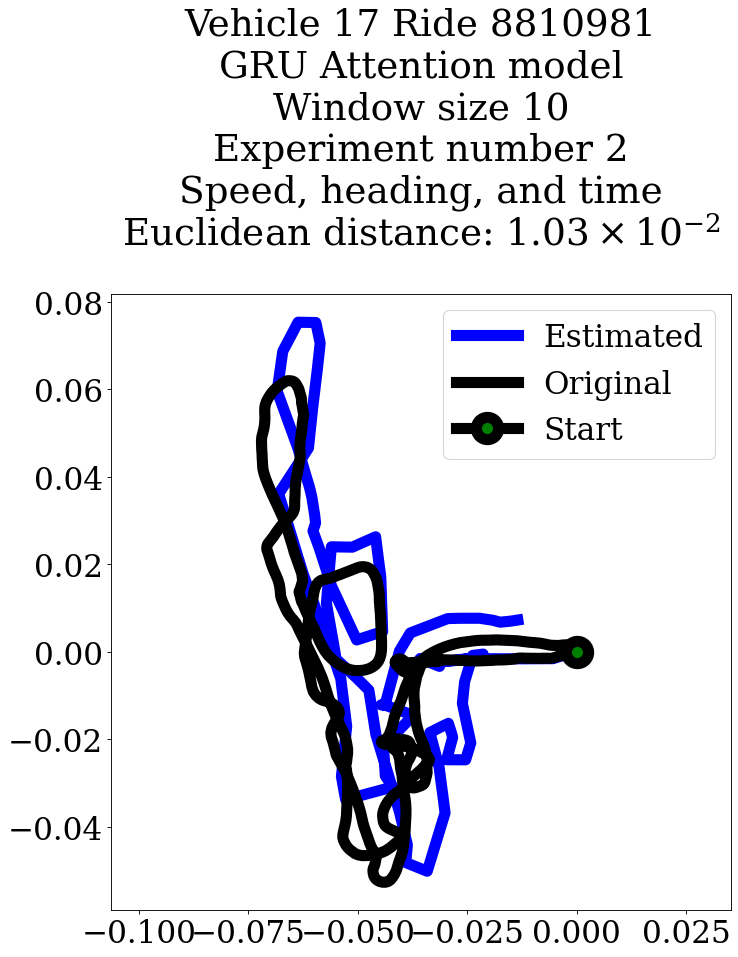 Vehicle 17 Ride 8810981
GRU Attention model
Window size 10
Experiment number 2
Speed, heading, and time
Euclidean distance: 1.03 × 10⁻²
0.08
0.06
0.04
0.02
0.00
−0.02
−0.04
Estimated
Original
Start
−0.100 −0.075 −0.050 −0.025 0.000 0.025